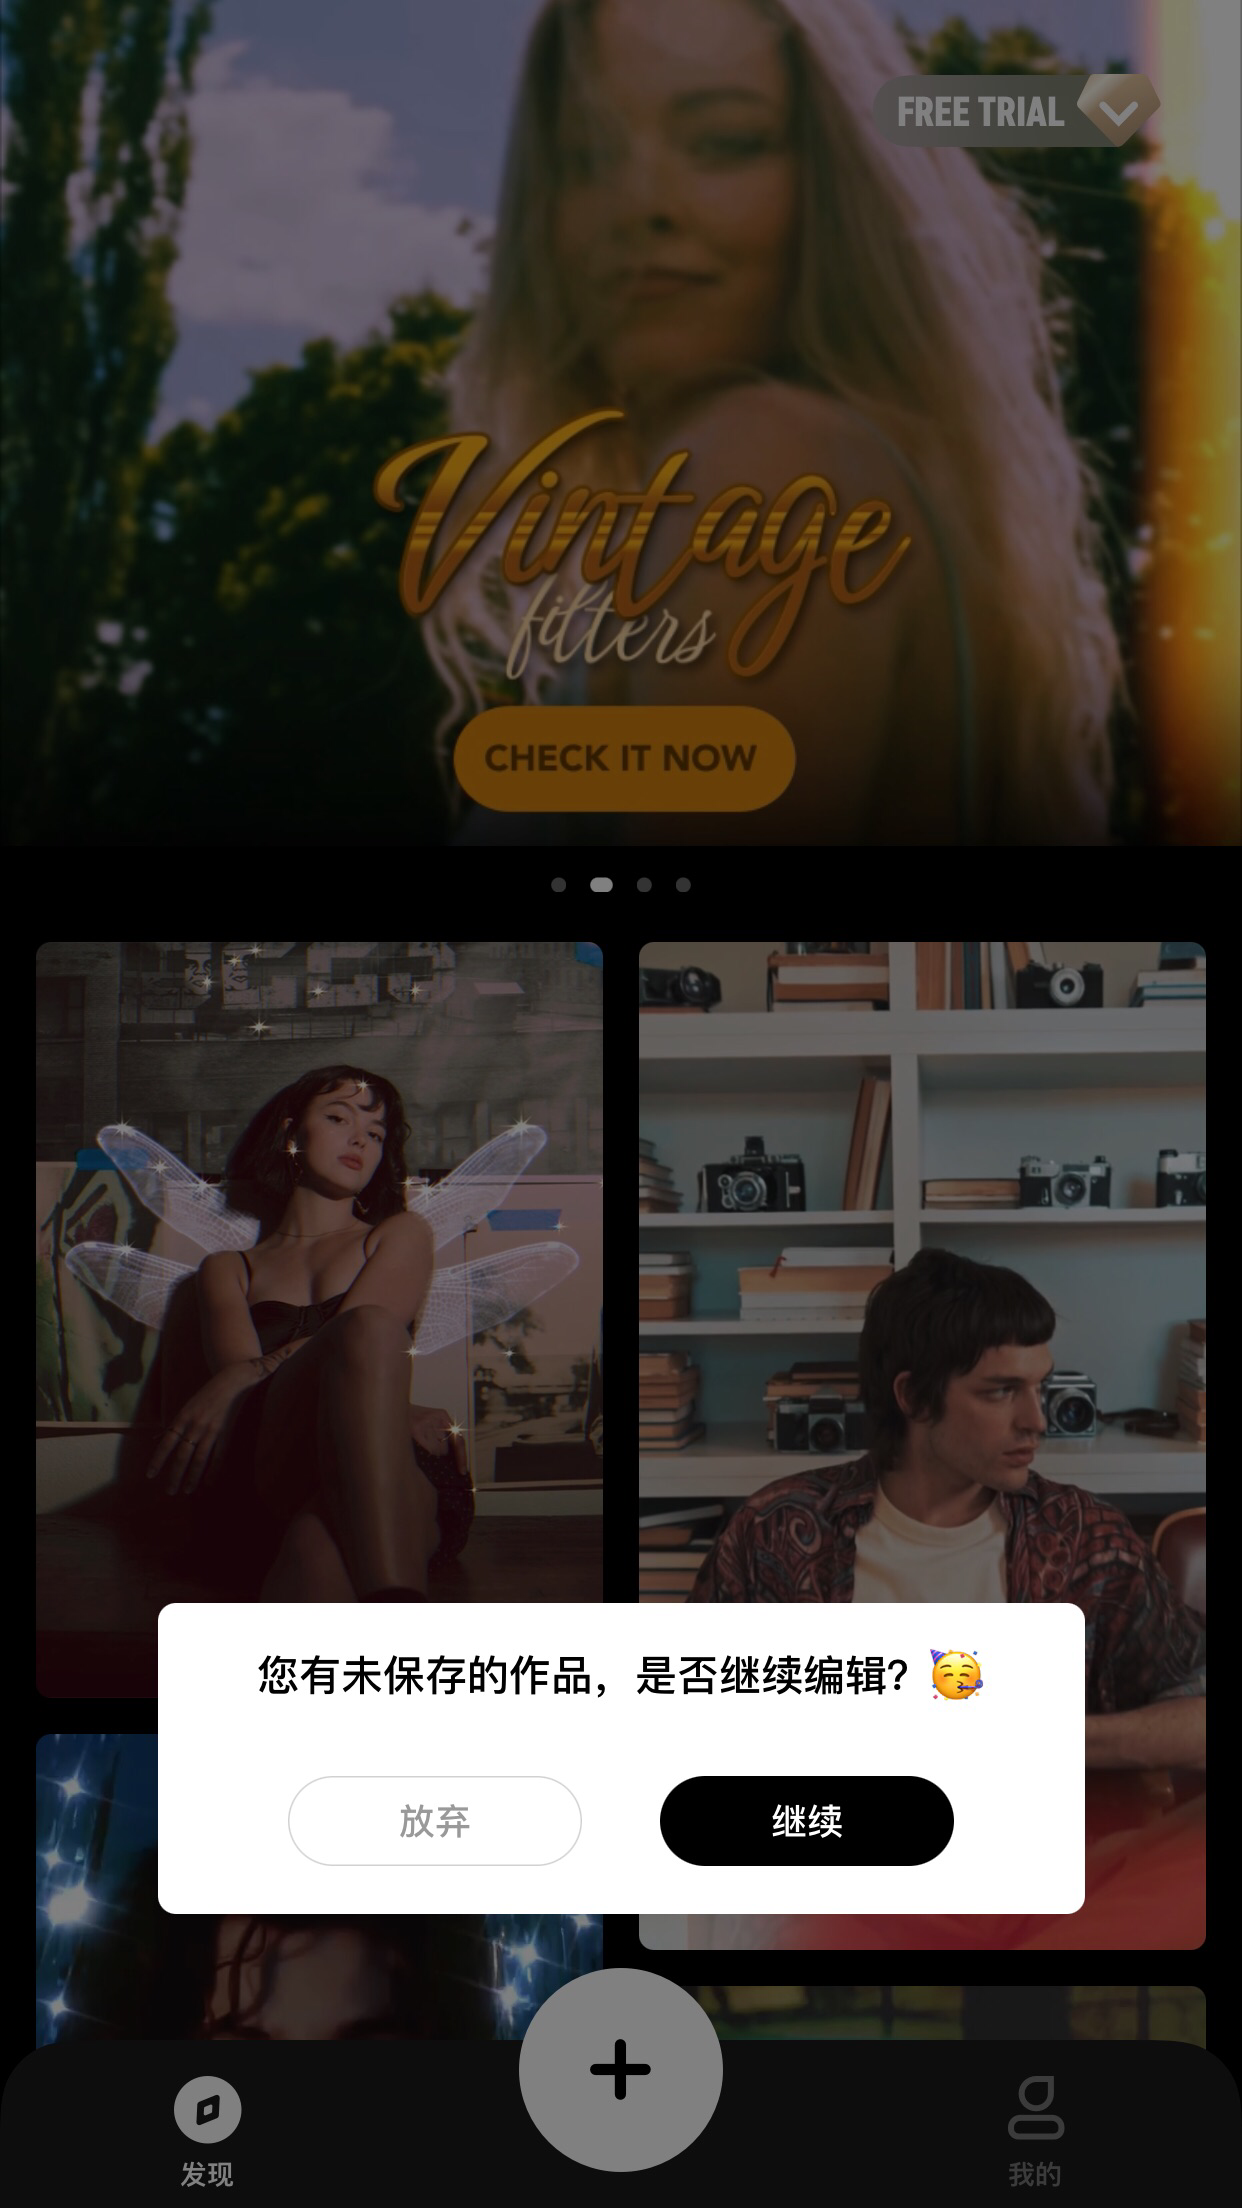 FREE TRIAL
Vintage
filters
CHECK IT NOW
您有未保存的作品，是否继续编辑？🥳
放弃
继续
发现
我的